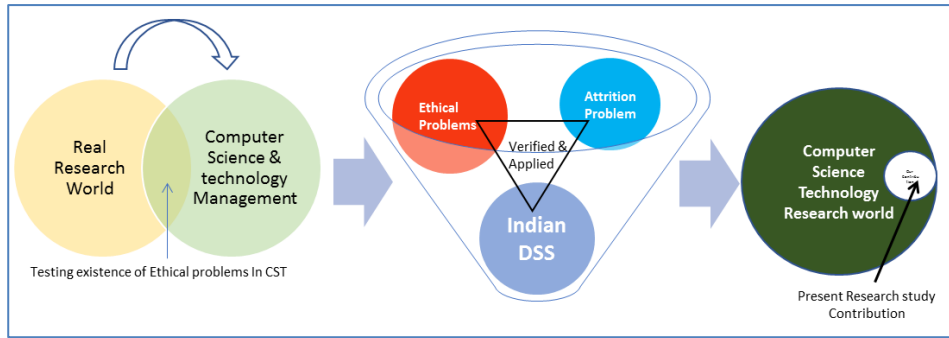 Real
Research
World
Computer
Science &
technology
Management
Testing existence of Ethical problems In CST
Ethical
Problems
Attrition
Problem
Verified &
Applied
Indian
DSS
Computer
Science
Technology
Research world
Our
Present Research study
Contribution